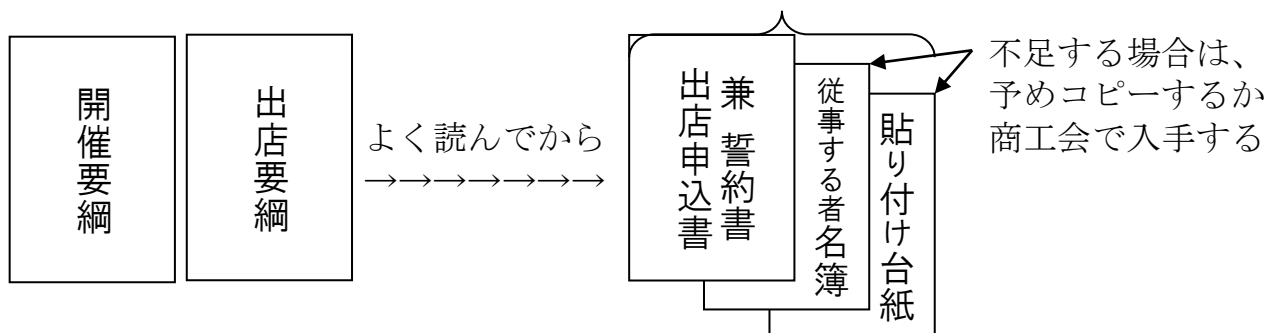 開催要綱
出店要綱
よく読んでから
→→→→→→→
出店申込書
兼 誓約書
従事する者名簿
貼り付け台紙
不足する場合は、
予めコピーするか
商工会で入手する